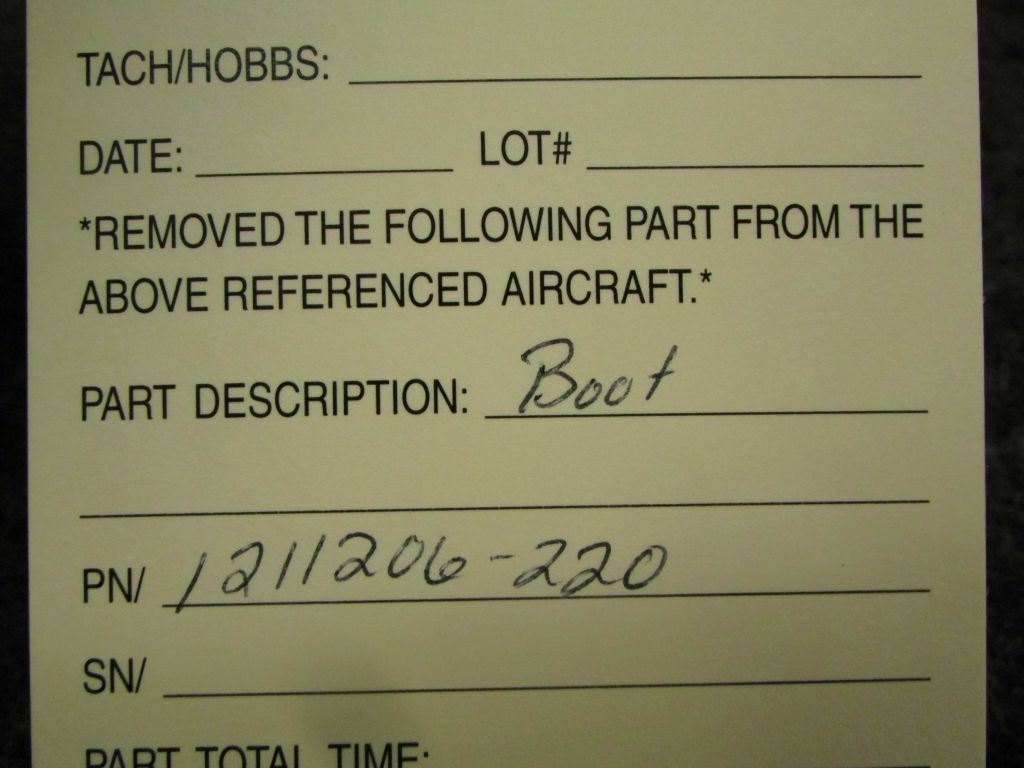 TACH/HOBBS:
DATE: LOT#
*REMOVED THE FOLLOWING PART FROM THE
ABOVE REFERENCED AIRCRAFT.*
PART DESCRIPTION: Boot
PN/ 1211206-220
SN/
PART TOTAL TIME: